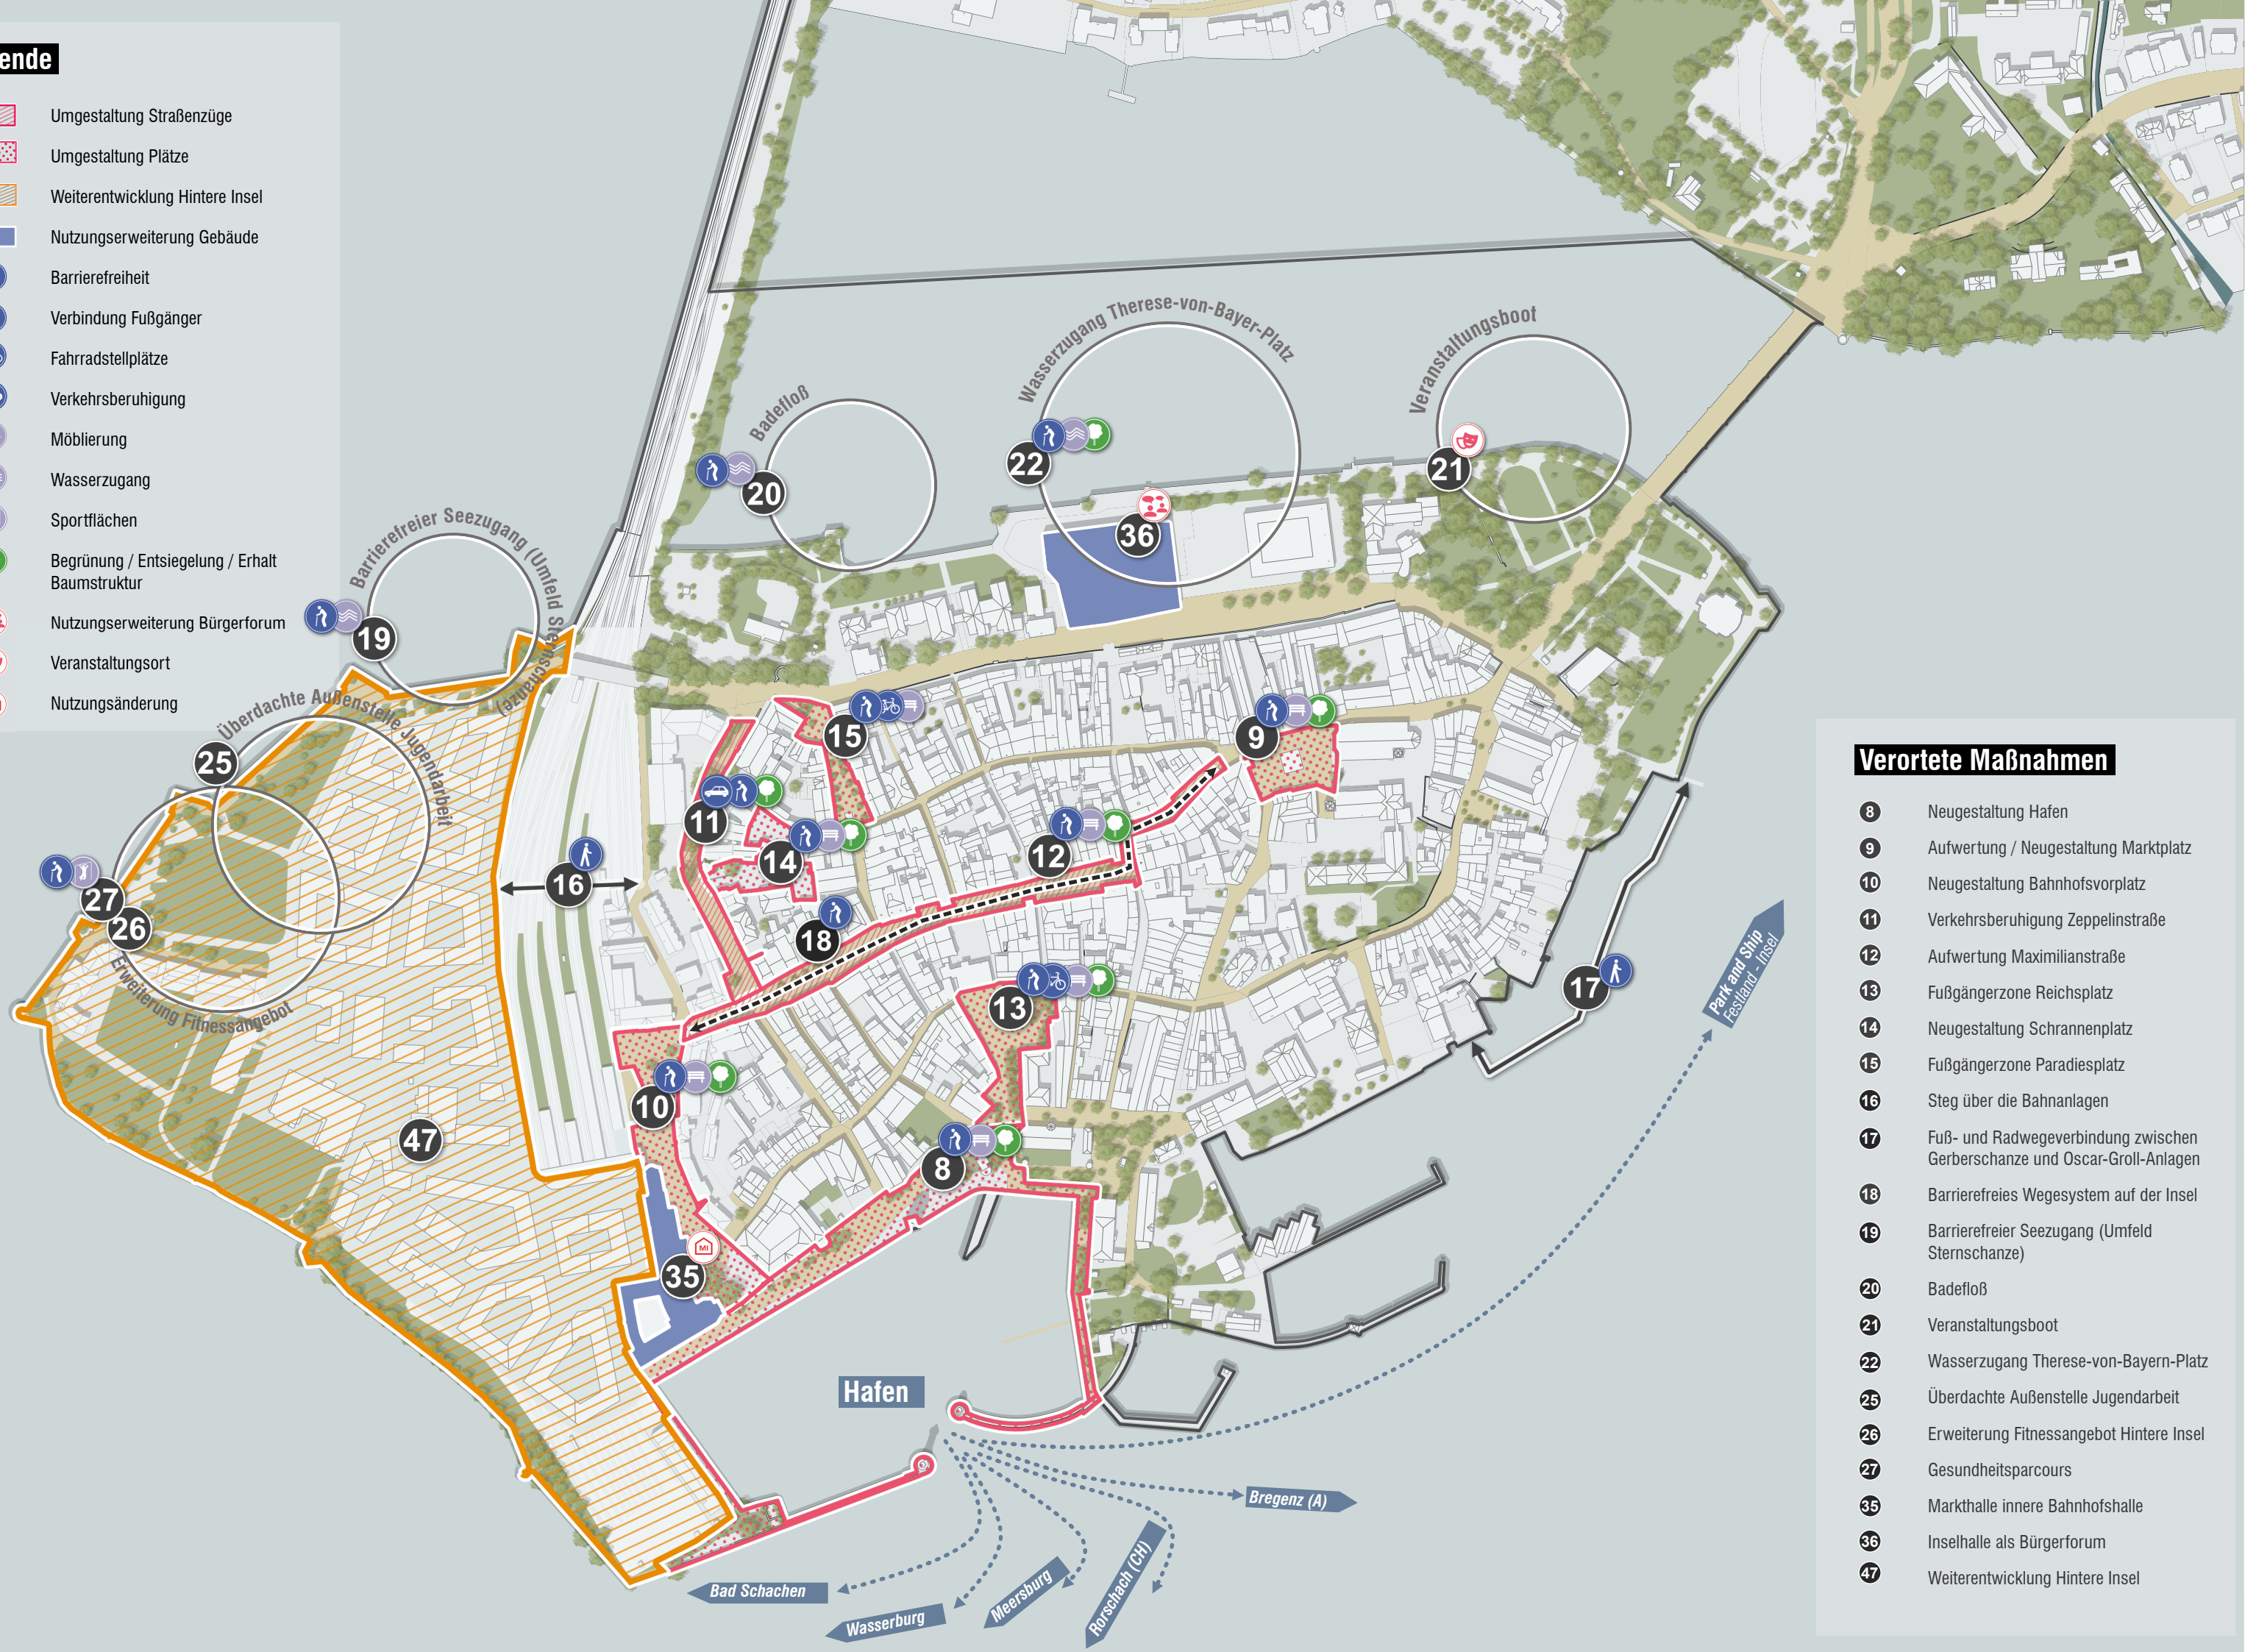 ende
Umgestaltung Straßenzüge
Umgestaltung Plätze
Weiterentwicklung Hintere Insel
Nutzungserweiterung Gebäude
Barrierefreiheit
Verbindung Fußgänger
Fahrradstellplätze
Verkehrsberuhigung
Möblierung
Wasserzugang
Sportflächen
Begrünung / Entsiegelung / Erhalt
Baumstruktur
Nutzungserweiterung Bürgerforum
Veranstaltungsort
Nutzungsänderung
Wasserzugang Therese-von-Bayer-Platz
22
36
Veranstaltungsboot
21
Badefloß
20
Barrierefreier Seezugang (Umfeld Sternschanze)
19
Überdachte Außenstelle Jugendarbeit
25
27
26
Erweiterung Fitnessangebot
15
9
11
14
12
16
18
13
17
10
8
47
MI
35
Park and Ship
Festland - Insel
Hafen
Bregenz (A)
Bad Schachen
Wasserburg
Meersburg
Rorschach (CH)
Verortete Maßnahmen
8 Neugestaltung Hafen
9 Aufwertung / Neugestaltung Marktplatz
10 Neugestaltung Bahnhofsvorplatz
11 Verkehrsberuhigung Zeppelinstraße
12 Aufwertung Maximilianstraße
13 Fußgängerzone Reichsplatz
14 Neugestaltung Schrannenplatz
15 Fußgängerzone Paradiesplatz
16 Steg über die Bahnanlagen
17 Fuß- und Radwegeverbindung zwischen
Gerberschanze und Oscar-Groll-Anlagen
18 Barrierefreies Wegesystem auf der Insel
19 Barrierefreier Seezugang (Umfeld
Sternschanze)
20 Badefloß
21 Veranstaltungsboot
22 Wasserzugang Therese-von-Bayern-Platz
25 Überdachte Außenstelle Jugendarbeit
26 Erweiterung Fitnessangebot Hintere Insel
27 Gesundheitsparcours
35 Markthalle innere Bahnhofshalle
36 Inselhalle als Bürgerforum
47 Weiterentwicklung Hintere Insel